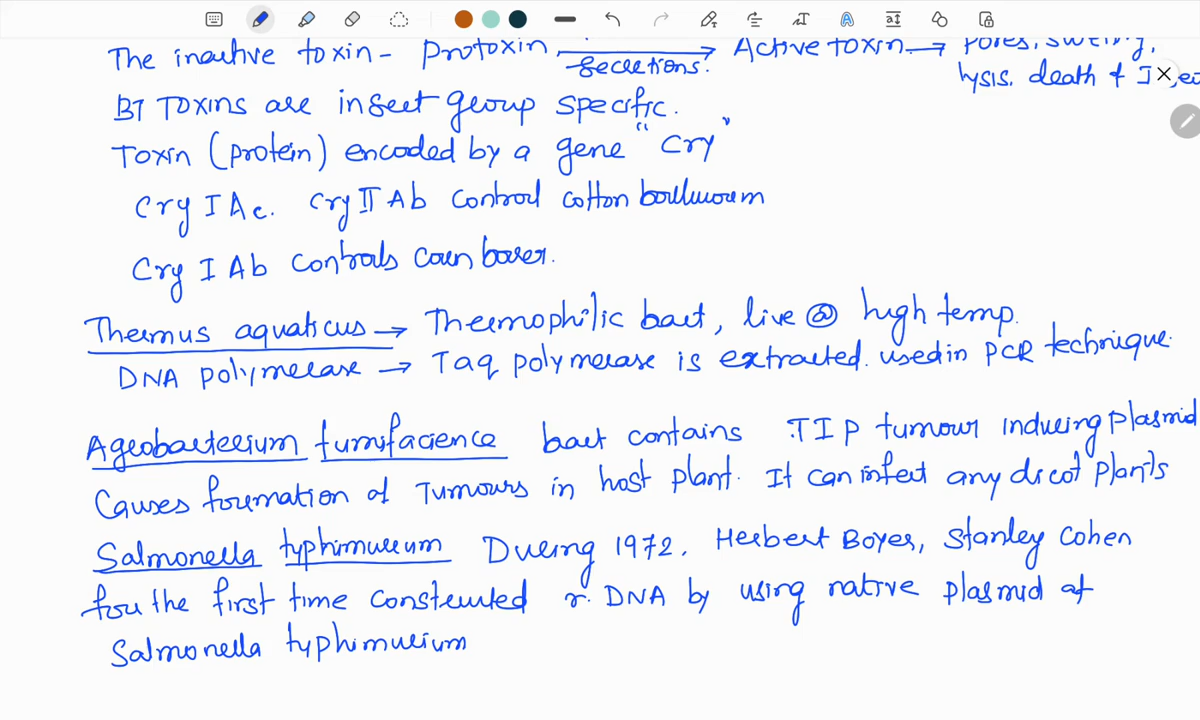 The inactive toxin - Protoxin → Active toxin → Pores, swelling,
secretions. lysis. death of
BT TOXINS are insect group specific.
Toxin (protein) encoded by a gene "Cry"
Cry I Ac. Cry II Ab control cotton bollworm
Cry I Ab controls corn borer.
Thermus aquaticus → Thermophilic bact, live @ high temp.
DNA polymerase → Taq polymerase is extracted. used in PCR technique.
Agrobacterium tumifacience bact contains TIP tumour inducing plasmid
Causes formation of Tumours in host plant. It can infect any dicot plants
Salmonella typhimurium During 1972. Herbert Boyer, Stanley Cohen
for the first time constructed r. DNA by using native plasmid of
Salmonella typhimurium